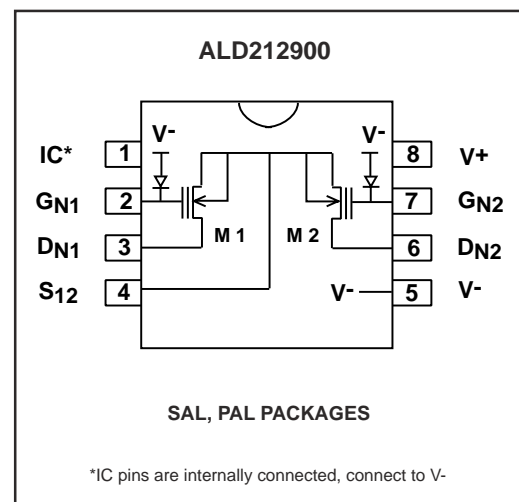 ALD212900
V- V-
IC* 1 8 V+
GN1 2 7 GN2
DN1 3 M 1 M 2 6 DN2
S12 4 V- 5 V-
SAL, PAL PACKAGES
*IC pins are internally connected, connect to V-